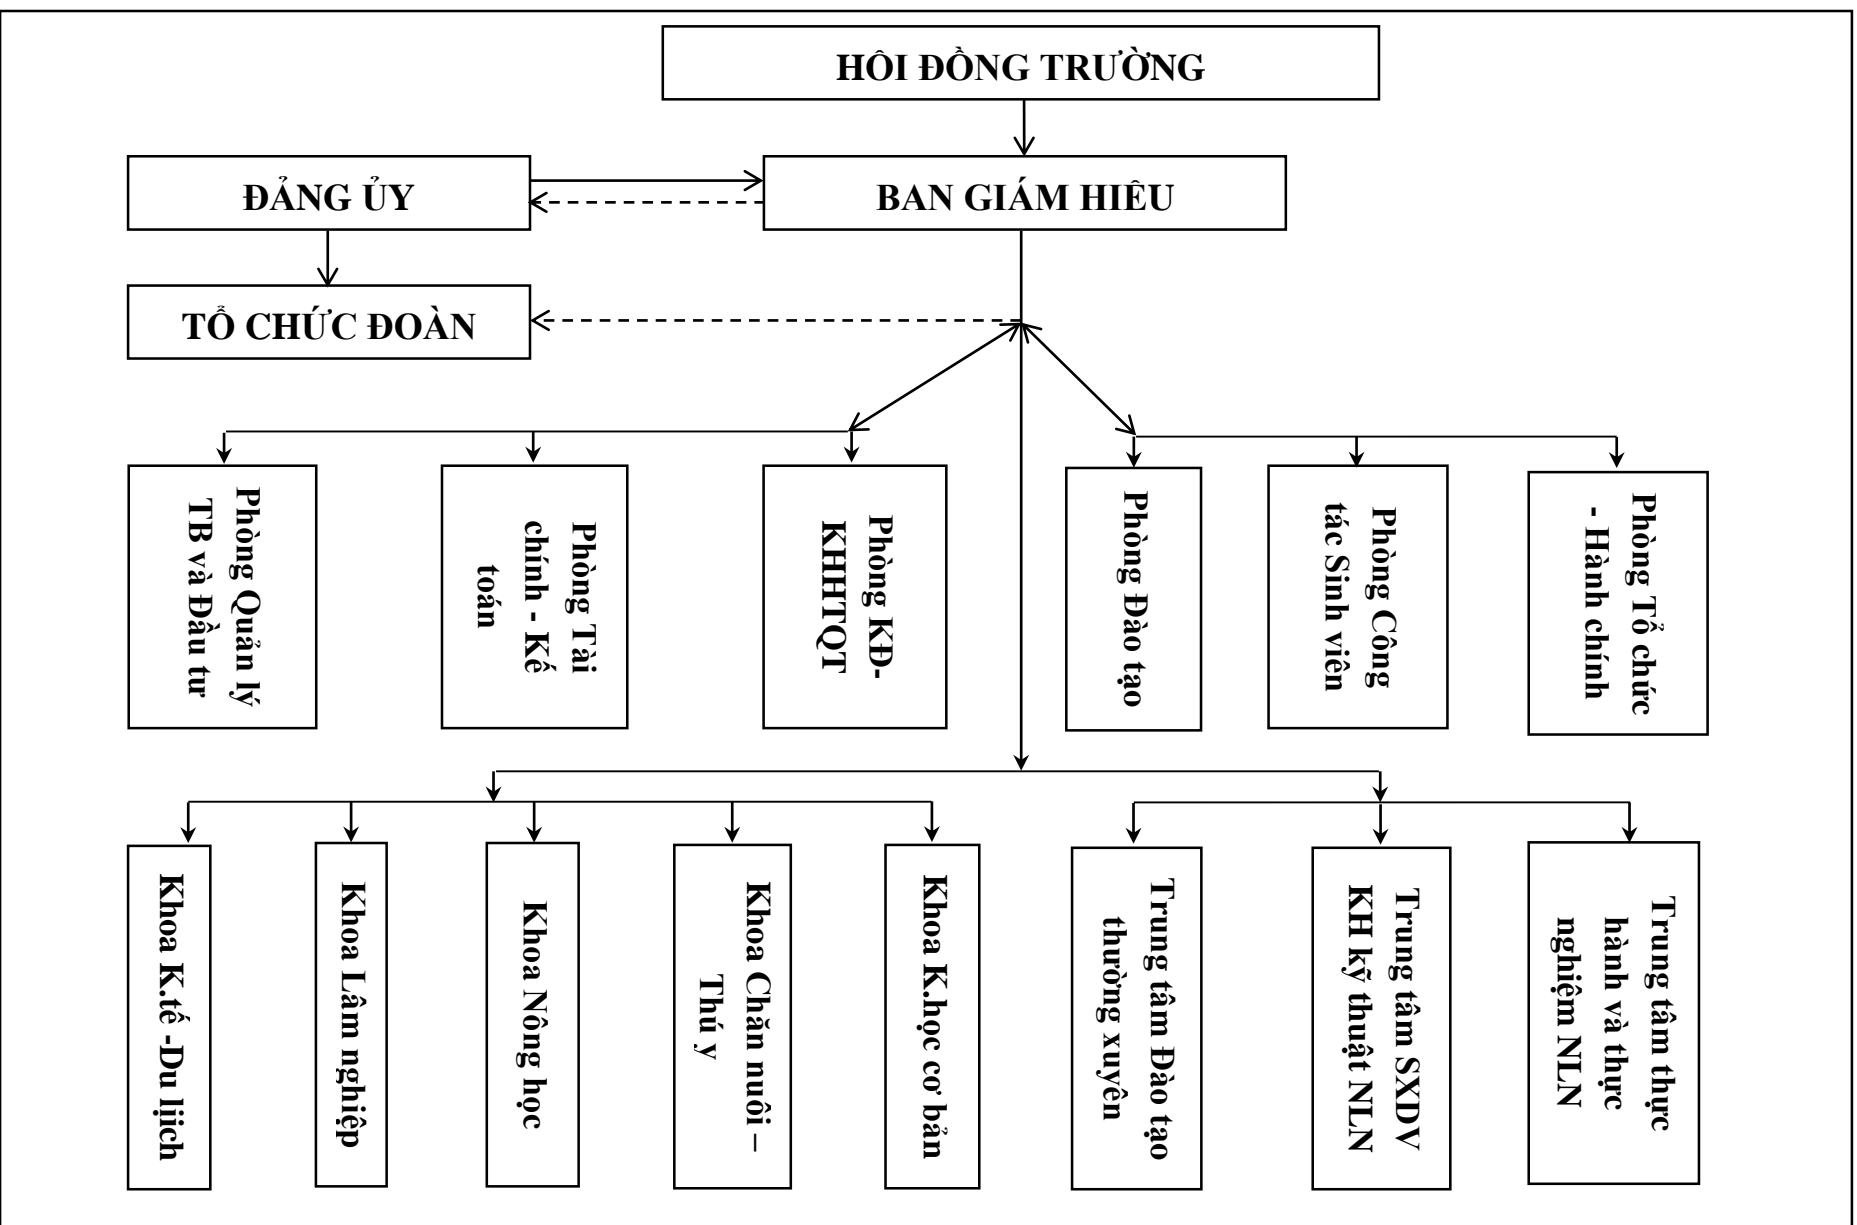 HÔI ĐỒNG TRƯỜNG
ĐẢNG ỦY
BAN GIÁM HIÊU
TỔ CHỨC ĐOÀN
Phòng Quản lý
TB và Đầu tư
Phòng Tài
chính - Kế
toán
Phòng KĐ-
KHHTQT
Phòng Đào tạo
Phòng Công
tác Sinh viên
Phòng Tổ chức
- Hành chính
Khoa K.tế -Du lịich
Khoa Lâm nghiệp
Khoa Nông học
Khoa Chăn nuôi –
Thú y
Khoa K.học cơ bản
Trung tâm Đào tạo
thường xuyên
Trung tâm SXDV
KH kỹ thuật NLN
Trung tâm thực
hành và thực
nghiệm NLN